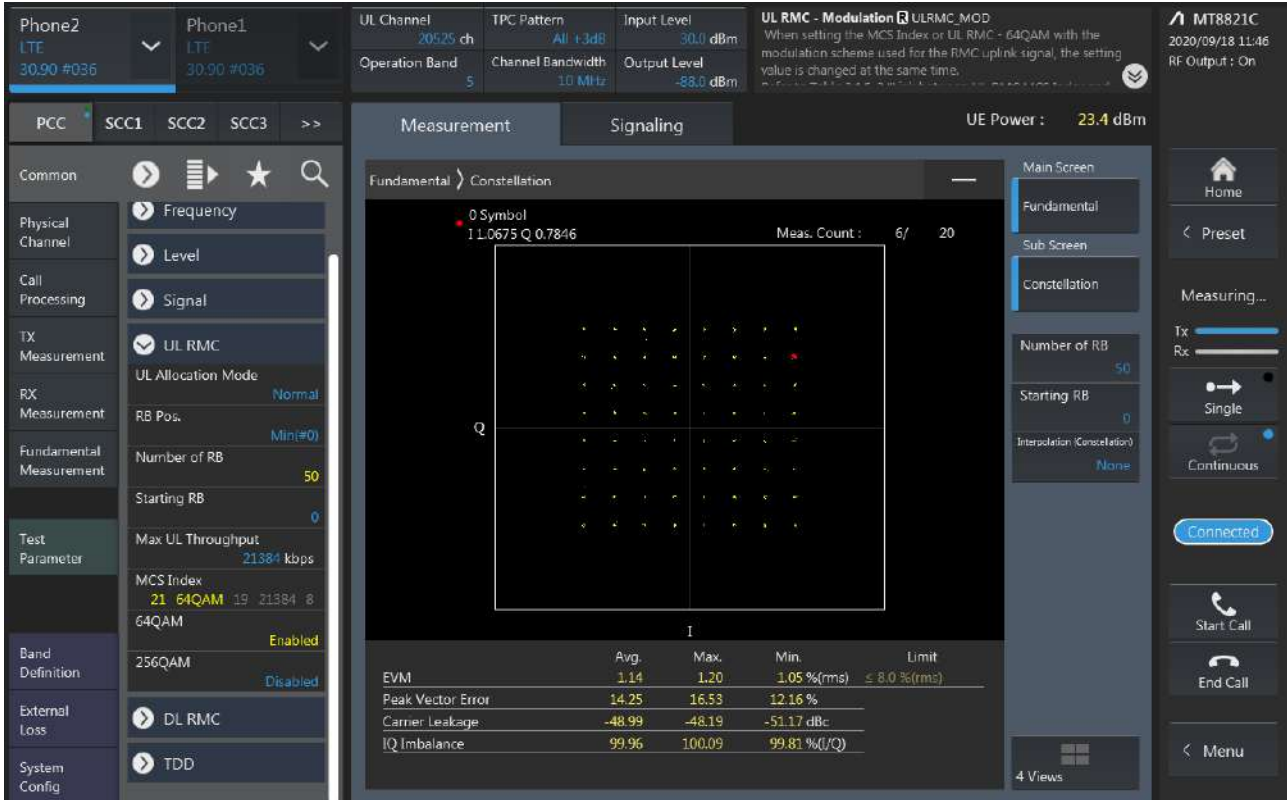 Phone2
LTE
30.90 #036
Phone1
LTE
30.90 #036
UL Channel
20525 ch
TPC Pattern
All +3dB
Input Level
30.0 dBm
Operation Band
5
Channel Bandwidth
10 MHz
Output Level
-88.0 dBm
UL RMC - Modulation R ULRMC_MOD
When setting the MCS Index or UL RMC - 64QAM with the
modulation scheme used for the RMC uplink signal, the setting
value is changed at the same time.
MT8821C
2020/09/18 11:46
RF Output : On
PCC SCC1 SCC2 SCC3 >>
Measurement
Signaling
UE Power : 23.4 dBm
Common
Physical
Channel
Call
Processing
TX
Measurement
RX
Measurement
Fundamental
Measurement
Test
Parameter
Band
Definition
External
Loss
System
Config
Frequency
Level
Signal
UL RMC
UL Allocation Mode
Normal
RB Pos.
Min(#0)
Number of RB
50
Starting RB
0
Max UL Throughput
21384 kbps
MCS Index
21 64QAM 19 21384 8
64QAM
Enabled
256QAM
Disabled
DL RMC
TDD
Fundamental 〉 Constellation
0 Symbol
I 1.0675 Q 0.7846
Meas. Count : 6/ 20
Q
I
Avg. Max. Min. Limit
EVM 1.14 1.20 1.05 %(rms) ≤ 8.0 %(rms)
Peak Vector Error 14.25 16.53 12.16 %
Carrier Leakage -48.99 -48.19 -51.17 dBc
IQ Imbalance 99.96 100.09 99.81 %(I/Q)
Main Screen
Fundamental
Sub Screen
Constellation
Number of RB
50
Starting RB
0
Interpolation (Constellation)
None
4 Views
Home
< Preset
Measuring...
Tx
Rx
Single
Continuous
Connected
Start Call
End Call
< Menu